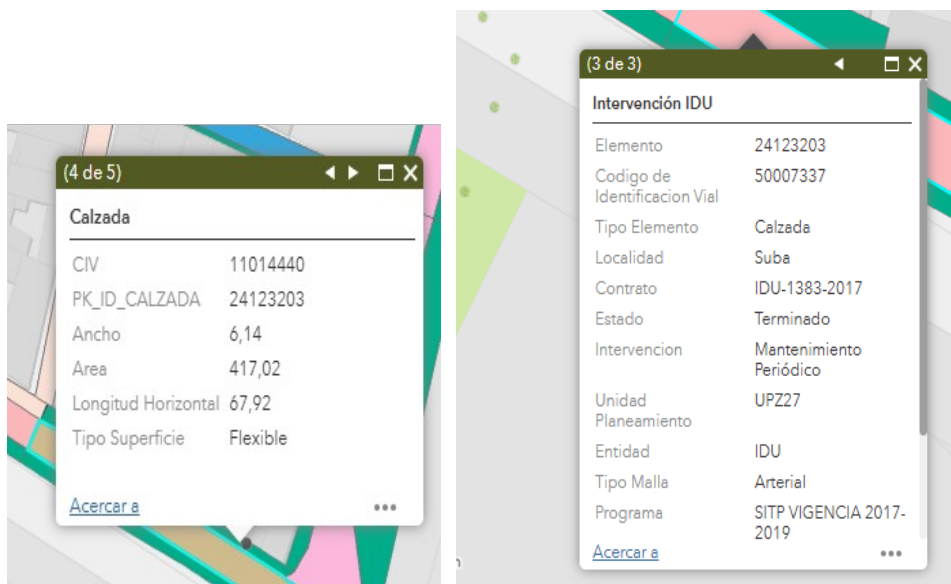 (4 de 5)
Calzada
CIV 11014440
PK_ID_CALZADA 24123203
Ancho 6,14
Area 417,02
Longitud Horizontal 67,92
Tipo Superficie Flexible
Acercar a
(3 de 3)
Intervención IDU
Elemento 24123203
Codigo de 50007337
Identificacion Vial
Tipo Elemento Calzada
Localidad Suba
Contrato IDU-1383-2017
Estado Terminado
Intervencion Mantenimiento
Periódico
Unidad UPZ27
Planeamiento
Entidad IDU
Tipo Malla Arterial
Programa SITP VIGENCIA 2017-
2019
Acercar a